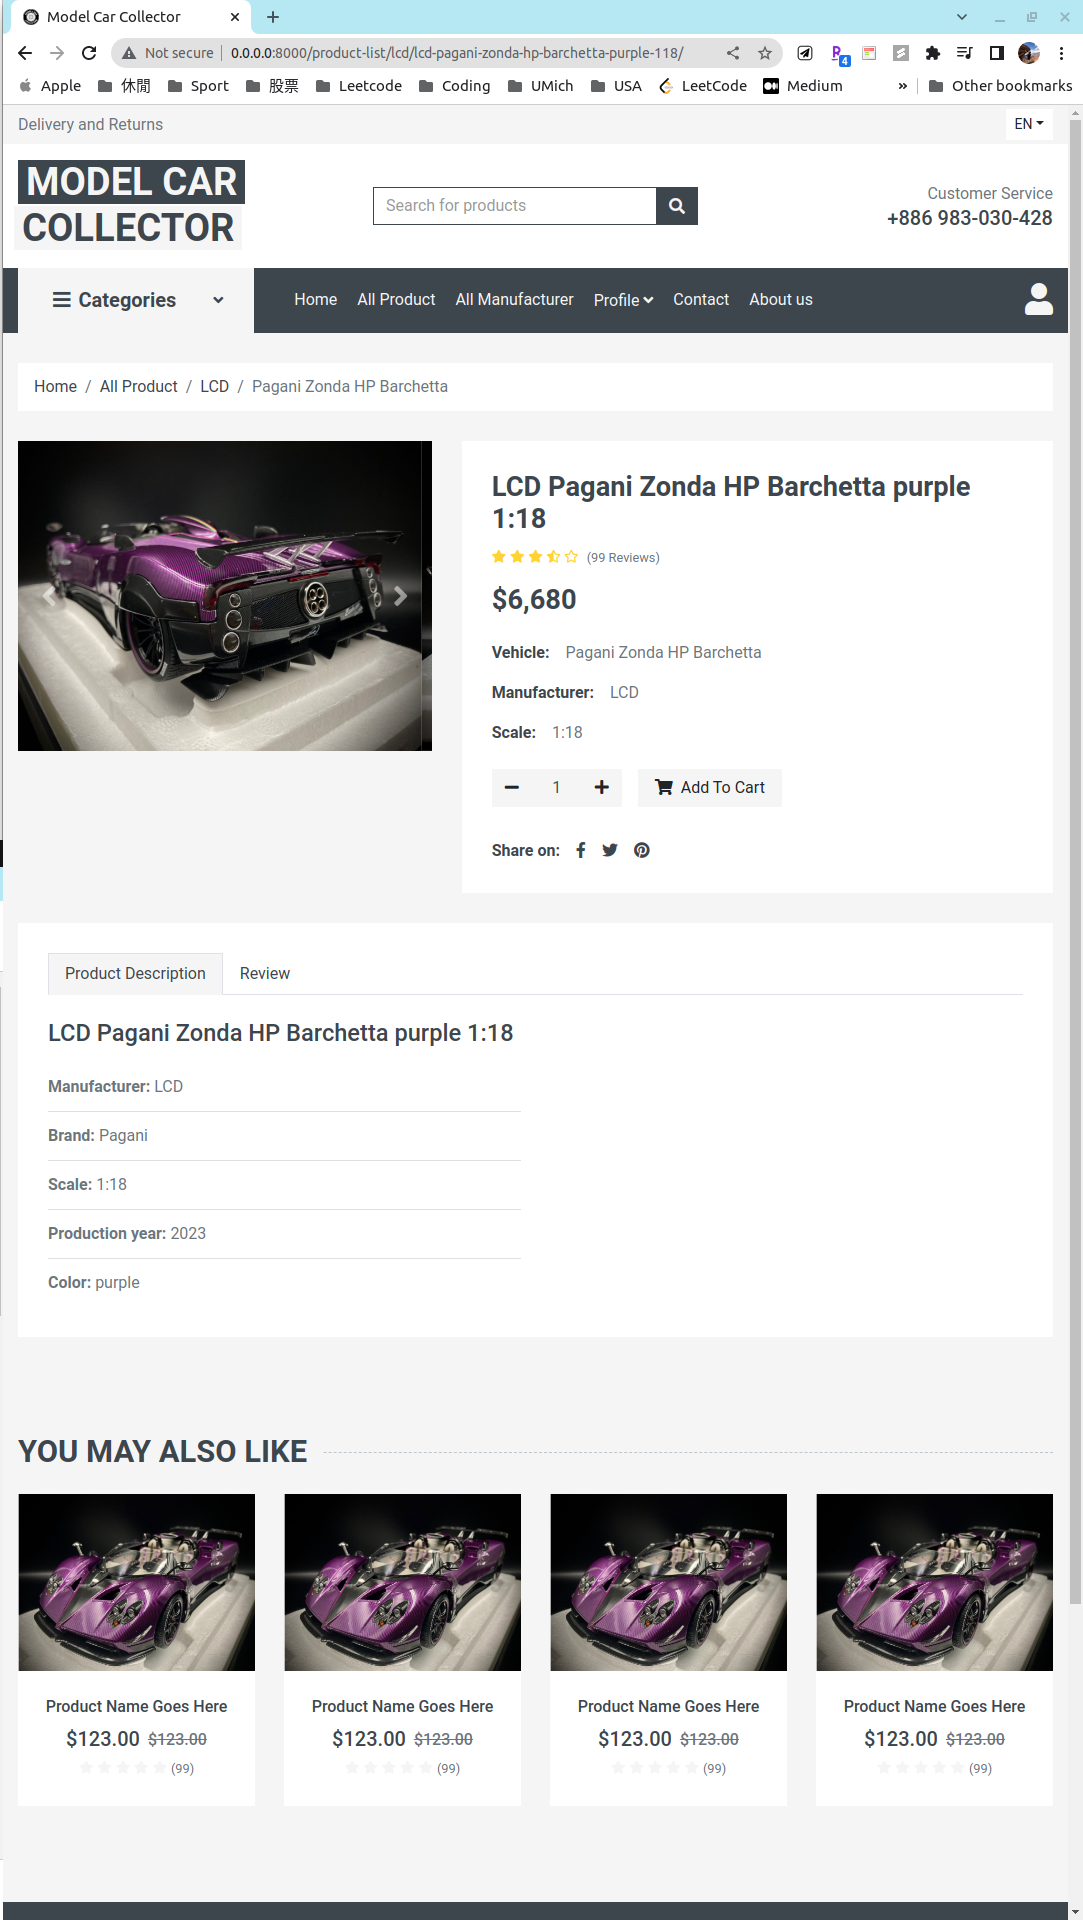 Model Car Collector
Not secure 0.0.0.0:8000/product-list/lcd/lcd-pagani-zonda-hp-barchetta-purple-118/
4
Apple 休閒 Sport 股票 Leetcode Coding UMich USA LeetCode Medium » Other bookmarks
Delivery and Returns EN
MODEL CAR
COLLECTOR
Search for products
Customer Service
+886 983-030-428
Categories Home All Product All Manufacturer Profile Contact About us
Home / All Product / LCD / Pagani Zonda HP Barchetta
LCD Pagani Zonda HP Barchetta purple
1:18
(99 Reviews)
$6,680
Vehicle: Pagani Zonda HP Barchetta
Manufacturer: LCD
Scale: 1:18
1 Add To Cart
Share on:
Product Description Review
LCD Pagani Zonda HP Barchetta purple 1:18
Manufacturer: LCD
Brand: Pagani
Scale: 1:18
Production year: 2023
Color: purple
YOU MAY ALSO LIKE
Product Name Goes Here Product Name Goes Here Product Name Goes Here Product Name Goes Here
$123.00 $123.00 $123.00 $123.00 $123.00 $123.00 $123.00 $123.00
(99) (99) (99) (99)